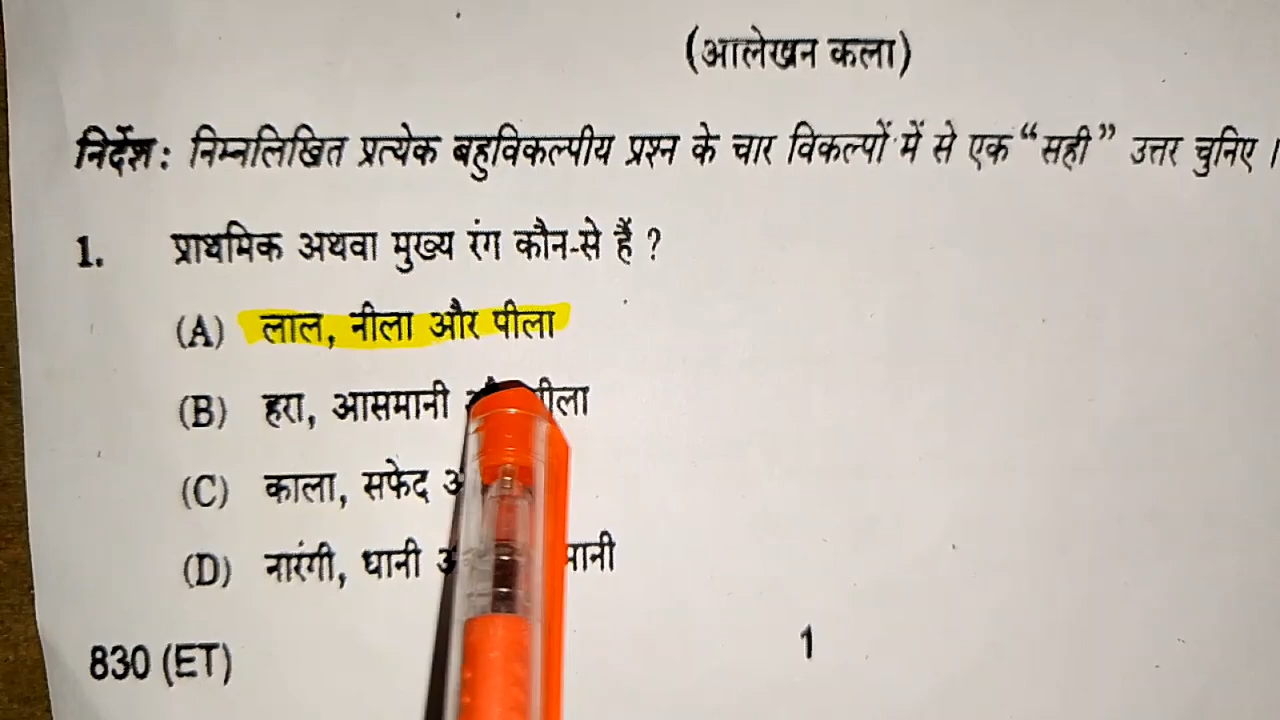 (आलेखन कला)
निर्देश: निम्नलिखित प्रत्येक बहुविकल्पीय प्रश्न के चार विकल्पों में से एक “सही” उत्तर चुनिए ।
1. प्राथमिक अथवा मुख्य रंग कौन-से हैं ?
(A) लाल, नीला और पीला
(B) हरा, आसमानी
(C) काला, सफेद
(D) नारंगी, धानी
830 (ET) 1